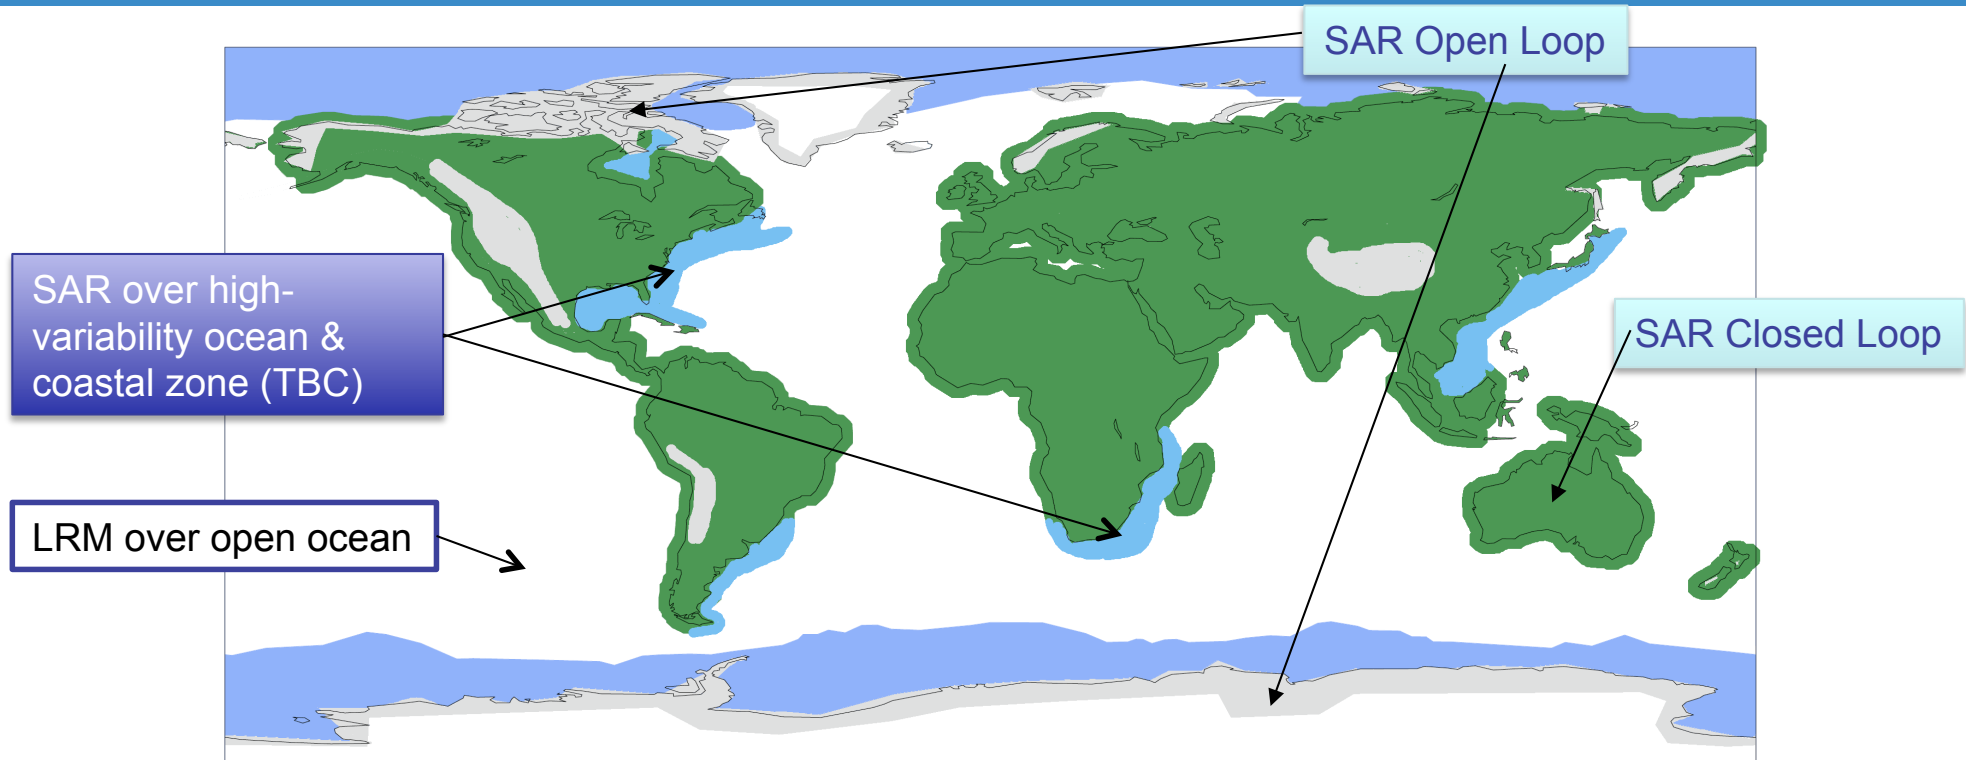 SAR Open Loop
SAR over high-
variability ocean &
coastal zone (TBC)
SAR Closed Loop
LRM over open ocean